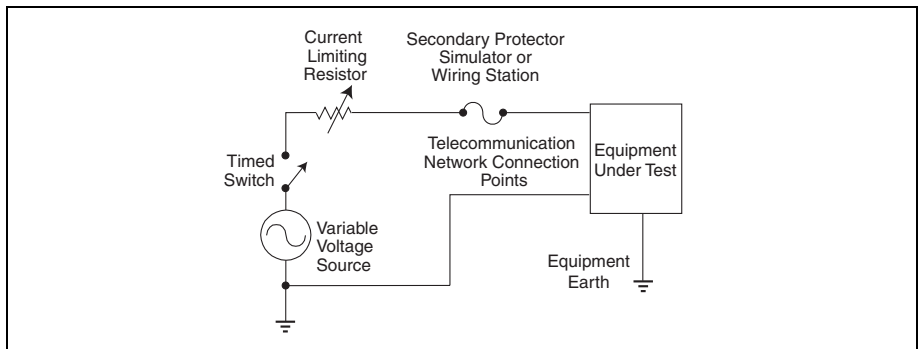 Current
Limiting
Resistor
Secondary Protector
Simulator or
Wiring Station
Timed
Switch
Telecommunication
Network Connection
Points
Equipment
Under Test
Variable
Voltage
Source
Equipment
Earth